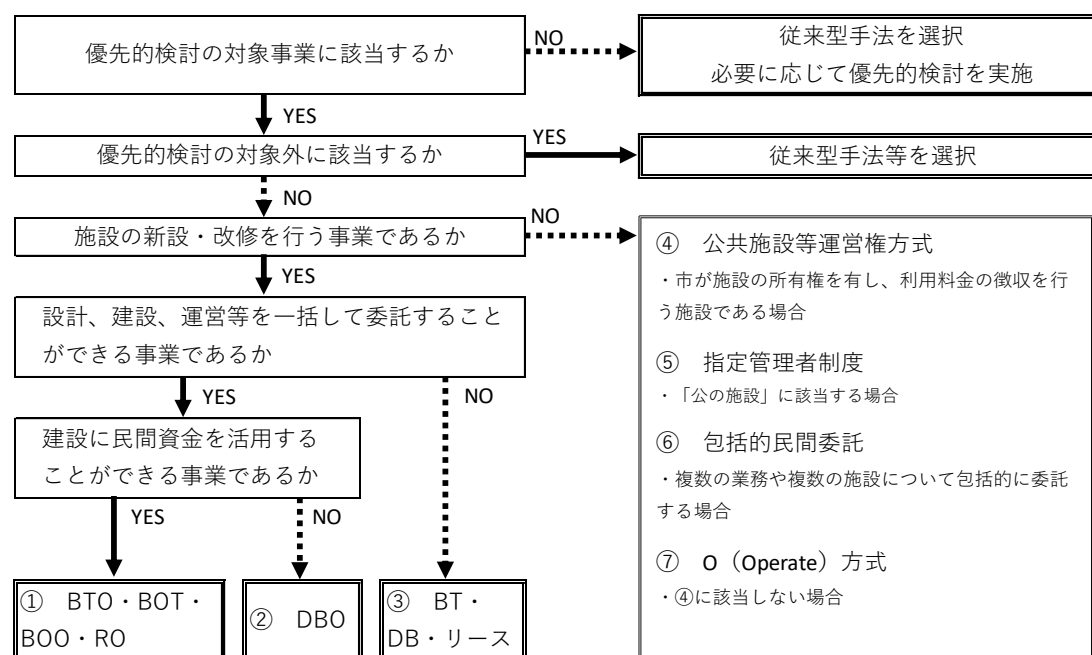 優先的検討の対象事業に該当するか
NO
従来型手法を選択
必要に応じて優先的検討を実施
YES
優先的検討の対象外に該当するか
YES
従来型手法等を選択
NO
施設の新設・改修を行う事業であるか
NO
YES
設計、建設、運営等を一括して委託すること
ができる事業であるか
YES
NO
建設に民間資金を活用する
ことができる事業であるか
YES
NO
① BTO・BOT・
BOO・RO
② DBO
③ BT・
DB・リース
④ 公共施設等運営権方式
・市が施設の所有権を有し、利用料金の徴収を行
う施設である場合
⑤ 指定管理者制度
・「公の施設」に該当する場合
⑥ 包括的民間委託
・複数の業務や複数の施設について包括的に委託
する場合
⑦ O（Operate）方式
・④に該当しない場合